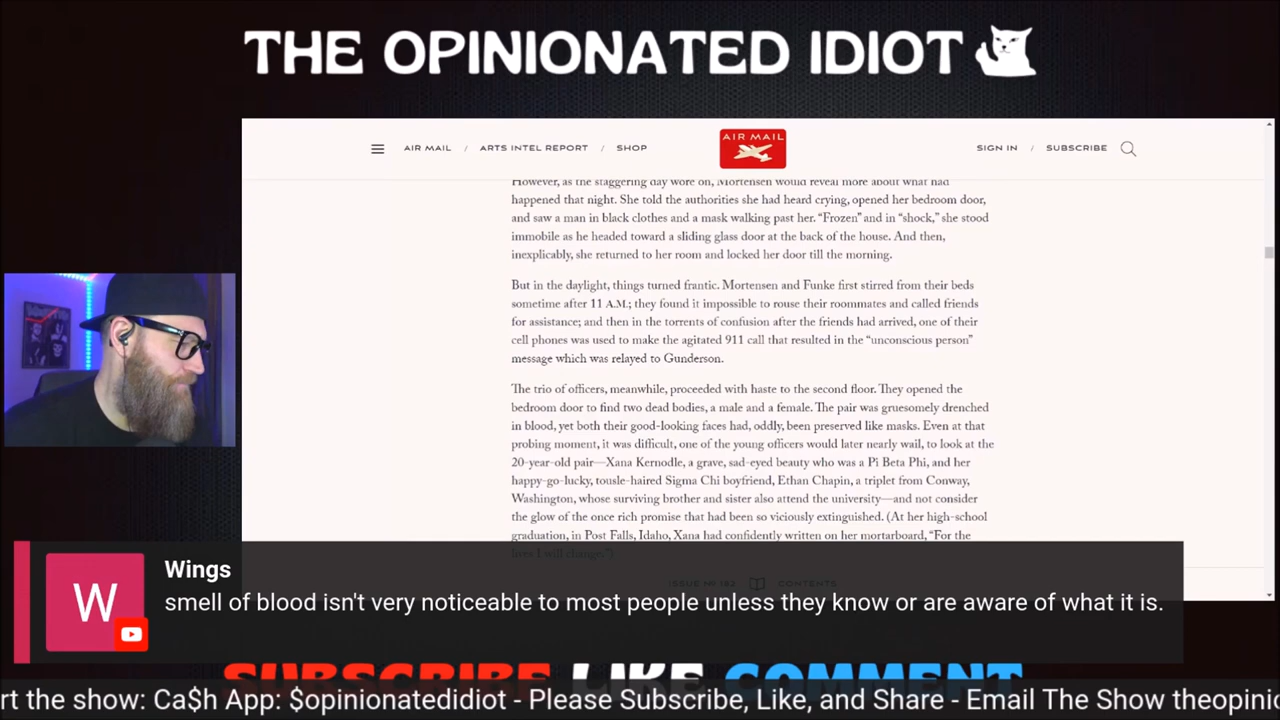 THE OPINIONATED IDIOT
AIR MAIL / ARTS INTEL REPORT / SHOP
AIR MAIL
SIGN IN / SUBSCRIBE
However, as the staggering day wore on, Mortensen would reveal more about what had
happened that night. She told the authorities she had heard crying, opened her bedroom door,
and saw a man in black clothes and a mask walking past her. “Frozen” and in “shock,” she stood
immobile as he headed toward a sliding glass door at the back of the house. And then,
inexplicably, she returned to her room and locked her door till the morning.
But in the daylight, things turned frantic. Mortensen and Funke first stirred from their beds
sometime after 11 A.M.; they found it impossible to rouse their roommates and called friends
for assistance; and then in the torrents of confusion after the friends had arrived, one of their
cell phones was used to make the agitated 911 call that resulted in the “unconscious person”
message which was relayed to Gunderson.
The trio of officers, meanwhile, proceeded with haste to the second floor. They opened the
bedroom door to find two dead bodies, a male and a female. The pair was gruesomely drenched
in blood, yet both their good-looking faces had, oddly, been preserved like masks. Even at that
probing moment, it was difficult, one of the young officers would later nearly wail, to look at the
20-year-old pair—Xana Kernodle, a grave, sad-eyed beauty who was a Pi Beta Phi, and her
happy-go-lucky, tousle-haired Sigma Chi boyfriend, Ethan Chapin, a triplet from Conway,
Washington, whose surviving brother and sister also attend the university—and not consider
the glow of the once rich promise that had been so viciously extinguished. (At her high-school
graduation, in Post Falls, Idaho, Xana had confidently written on her mortarboard, “For the
I will change.”)
ISSUE Nº 182 CONTENTS
W
Wings
smell of blood isn't very noticeable to most people unless they know or are aware of what it is.
SUBSCRIBE LIKE COMMENT
rt the show: Ca$h App: $opinionatedidiot - Please Subscribe, Like, and Share - Email The Show theopinio